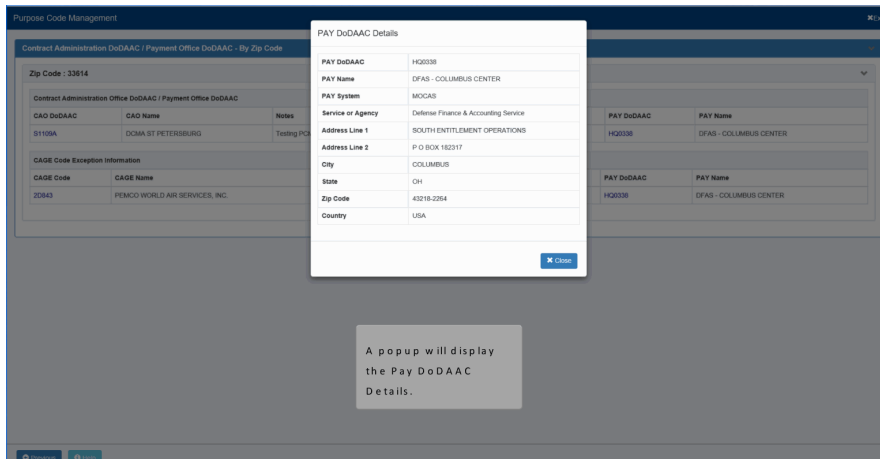 Purpose Code Management
Contract Administration DoDAAC / Payment Office DoDAAC - By Zip Code
Zip Code : 33614
Contract Administration Office DoDAAC / Payment Office DoDAAC
CAO DoDAAC CAO Name Notes PAY DoDAAC PAY Name
S1109A DCMA ST PETERSBURG Testing HQ0338 DFAS - COLUMBUS CENTER
CAGE Code Exception Information
CAGE Code CAGE Name PAY DoDAAC PAY Name
2D843 PEMCO WORLD AIR SERVICES, INC. HQ0338 DFAS - COLUMBUS CENTER
PAY DoDAAC Details
PAY DoDAAC HQ0338
PAY Name DFAS - COLUMBUS CENTER
PAY System MOCAS
Service or Agency Defense Finance & Accounting Service
Address Line 1 SOUTH ENTITLEMENT OPERATIONS
Address Line 2 P O BOX 182317
City COLUMBUS
State OH
Zip Code 43218-2264
Country USA
Close
A popup will display
the Pay DoDAAC
Details.